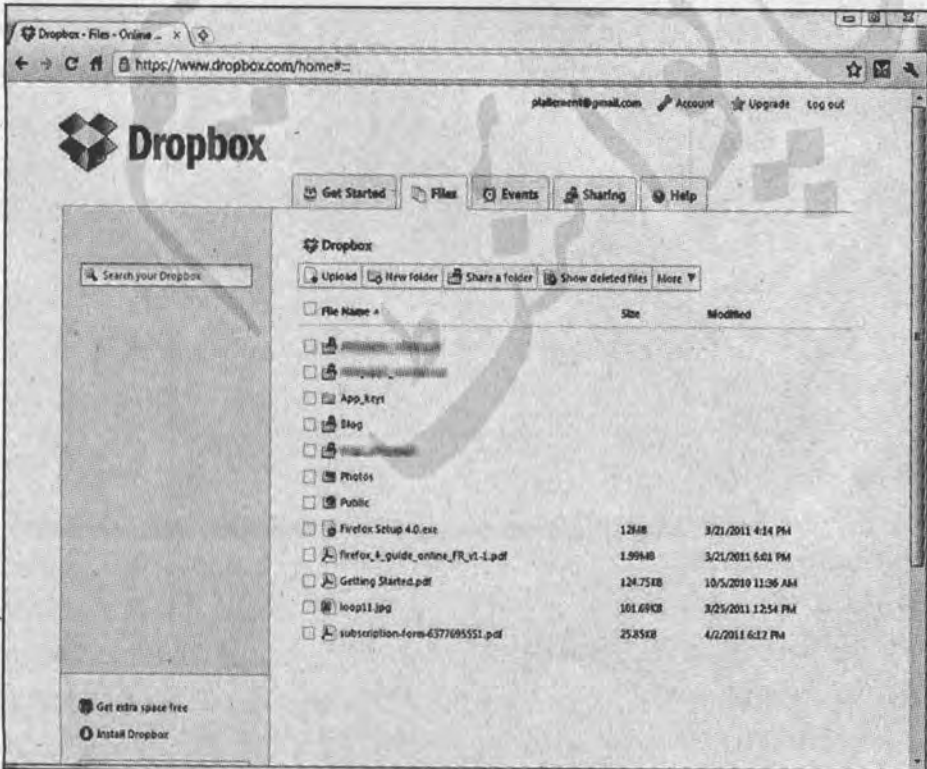 Dropbox - Files - Online ...
https://www.dropbox.com/home#:::
Account Upgrade Log out
Dropbox
Get Started Files Events Sharing Help
Dropbox
Search your Dropbox
Upload New folder Share a folder Show deleted files More
File Name Size Modified
App_keys
Blog
Photos
Public
Firefox Setup 4.0.exe 12MB 3/21/2011 4:14 PM
firefox_4_guide_online_FR_v1-1.pdf 1.99MB 3/21/2011 6:01 PM
Getting Started.pdf 124.75KB 10/5/2010 11:36 AM
loop11.jpg 101.69KB 3/25/2011 12:54 PM
subscription-form-6377695551.pdf 25.85KB 4/2/2011 6:12 PM
Get extra space free
Install Dropbox